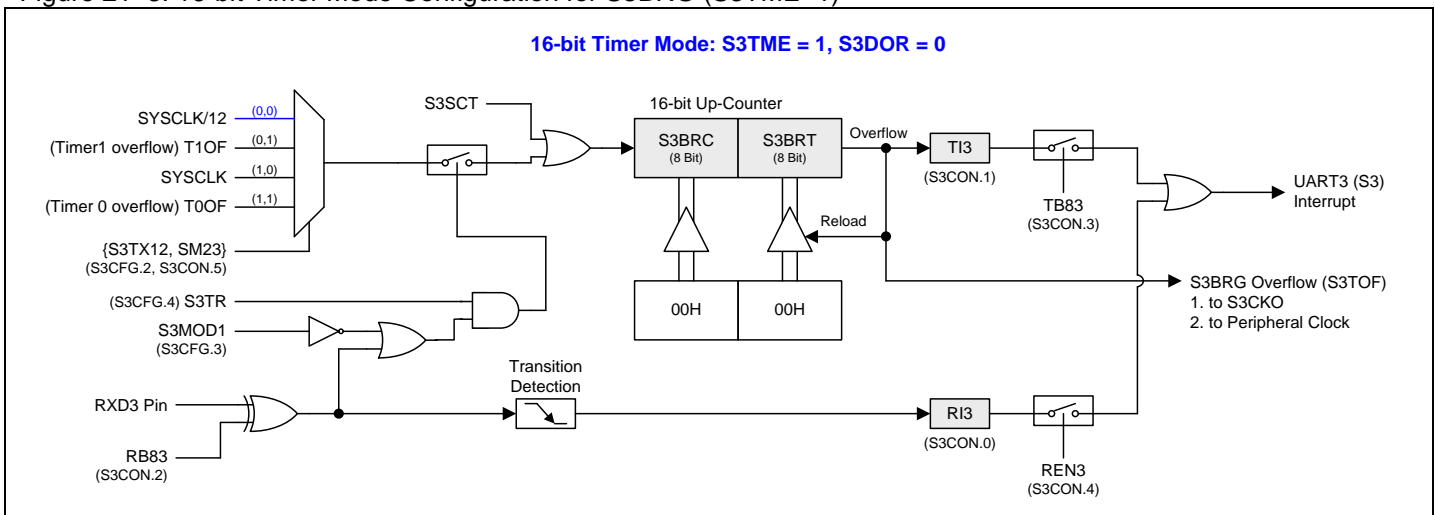 16-bit Timer Mode: S3TME = 1, S3DOR = 0
SYSCLK/12
(0,0)
(Timer1 overflow) T1OF
(0,1)
SYSCLK
(1,0)
(Timer 0 overflow) T0OF
(1,1)
{S3TX12, SM23}
(S3CFG.2, S3CON.5)
(S3CFG.4) S3TR
S3MOD1
(S3CFG.3)
RXD3 Pin
RB83
(S3CON.2)
S3SCT
16-bit Up-Counter
S3BRC
(8 Bit)
S3BRT
(8 Bit)
Overflow
Reload
00H
00H
Transition
Detection
TI3
(S3CON.1)
TB83
(S3CON.3)
UART3 (S3)
Interrupt
S3BRG Overflow (S3TOF)
1. to S3CKO
2. to Peripheral Clock
RI3
(S3CON.0)
REN3
(S3CON.4)